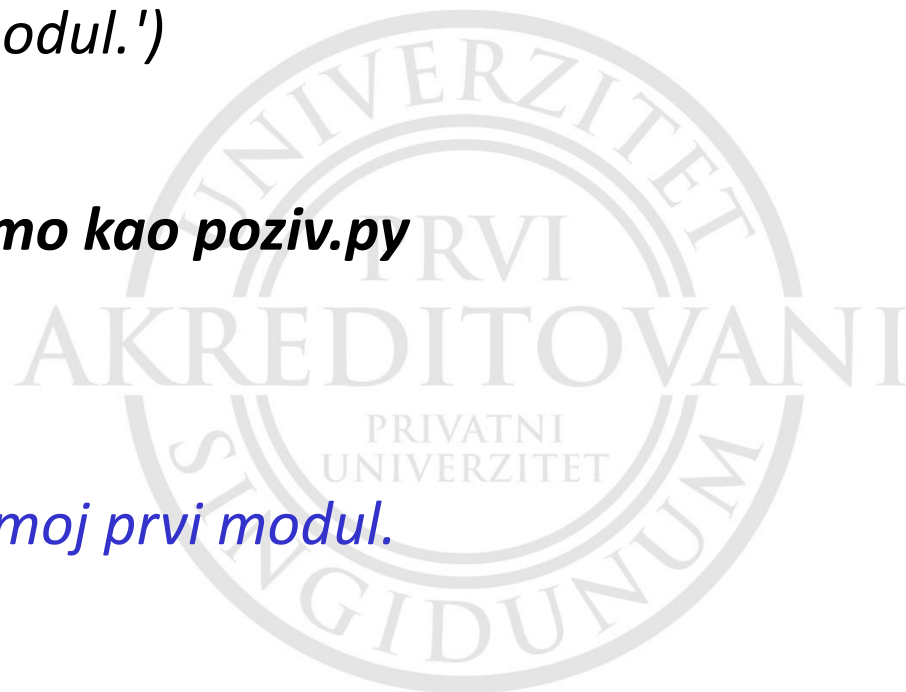 odul.')
UNIVERZITET
mo kao poziv.py
PRVI
AKREDITOVANI
PRIVATNI
UNIVERZITET
moj prvi modul.
SINGIDUNUM